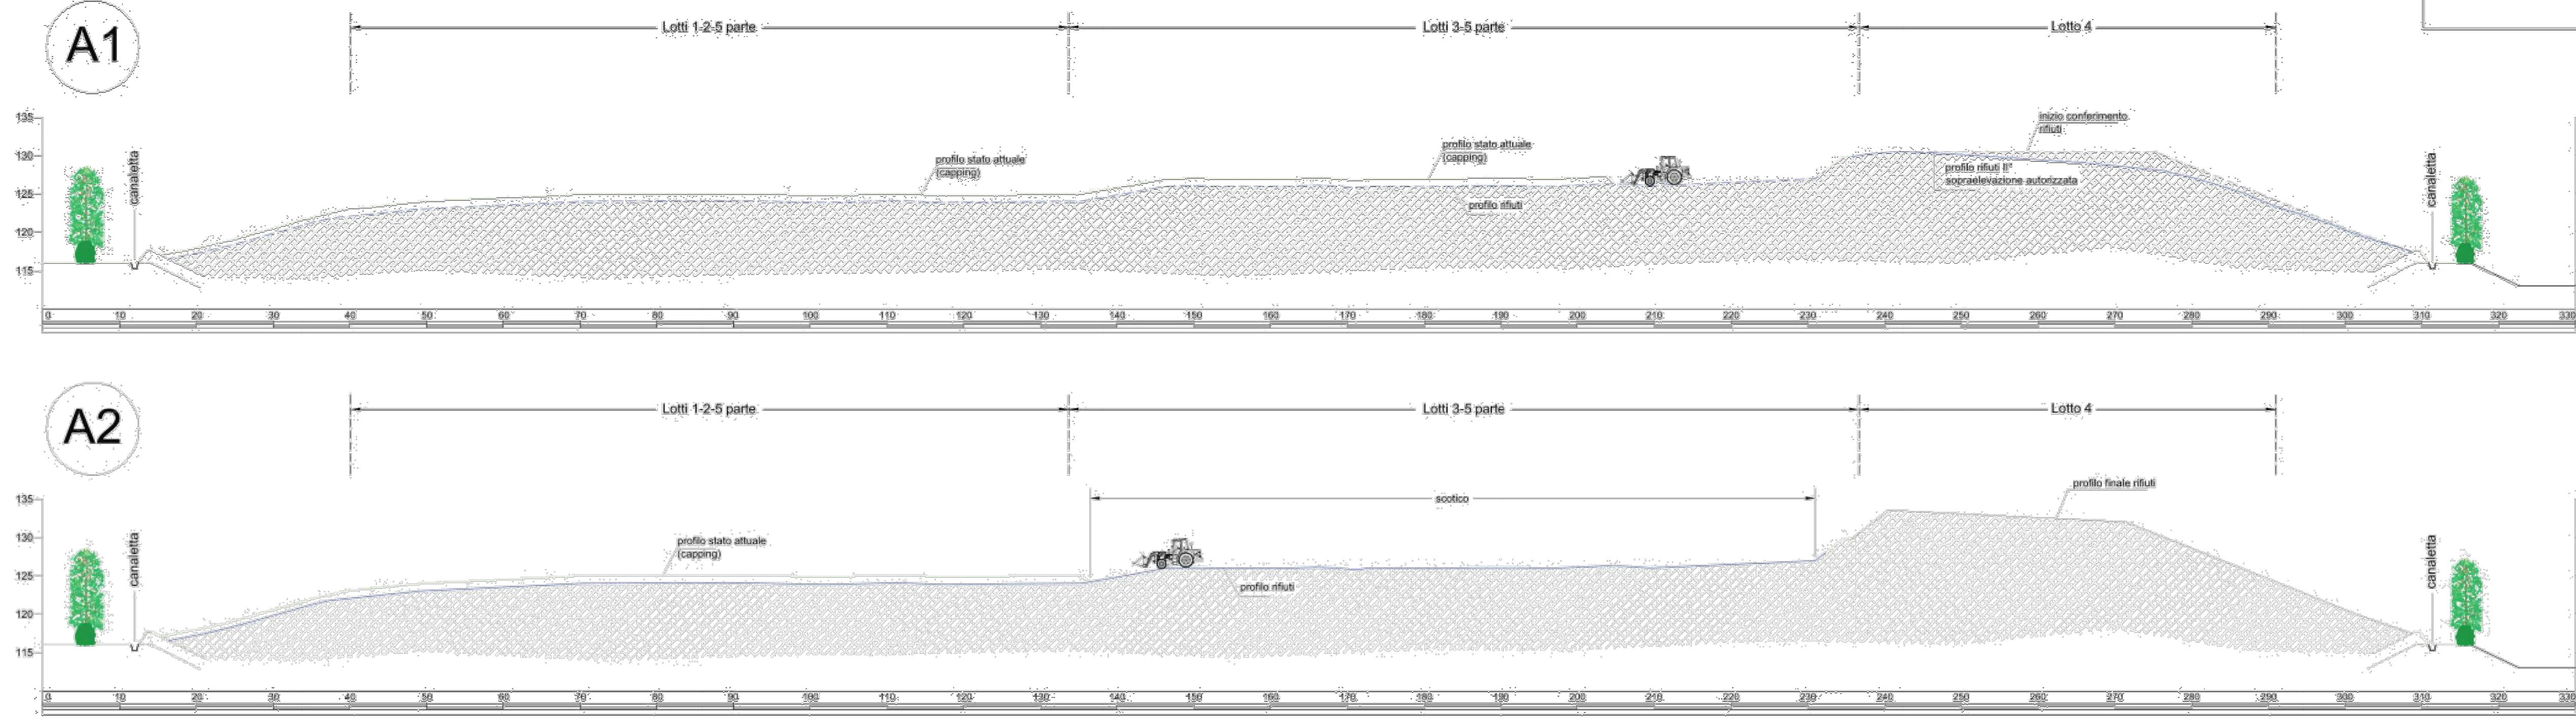 A1
Lotti 1-2-5 parte
Lotti 3-5 parte
Lotto 4
135
130
125
120
115
canaletta
profilo stato attuale
(capping)
profilo stato attuale
(capping)
profilo rifiuti
inizio conferimento
rifiuti
profilo rifiuti II°
sopraelevazione autorizzata
canaletta
0 10 20 30 40 50 60 70 80 90 100 110 120 130 140 150 160 170 180 190 200 210 220 230 240 250 260 270 280 290 300 310 320 330
A2
Lotti 1-2-5 parte
Lotti 3-5 parte
Lotto 4
135
130
125
120
115
canaletta
profilo stato attuale
(capping)
scotico
profilo rifiuti
profilo finale rifiuti
canaletta
0 10 20 30 40 50 60 70 80 90 100 110 120 130 140 150 160 170 180 190 200 210 220 230 240 250 260 270 280 290 300 310 320 330